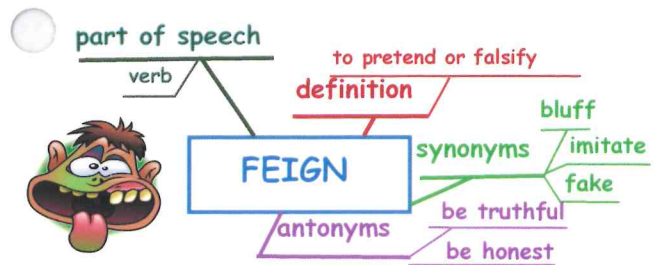 part of speech
verb
to pretend or falsify
definition
FEIGN
synonyms
bluff
imitate
fake
antonyms
be truthful
be honest